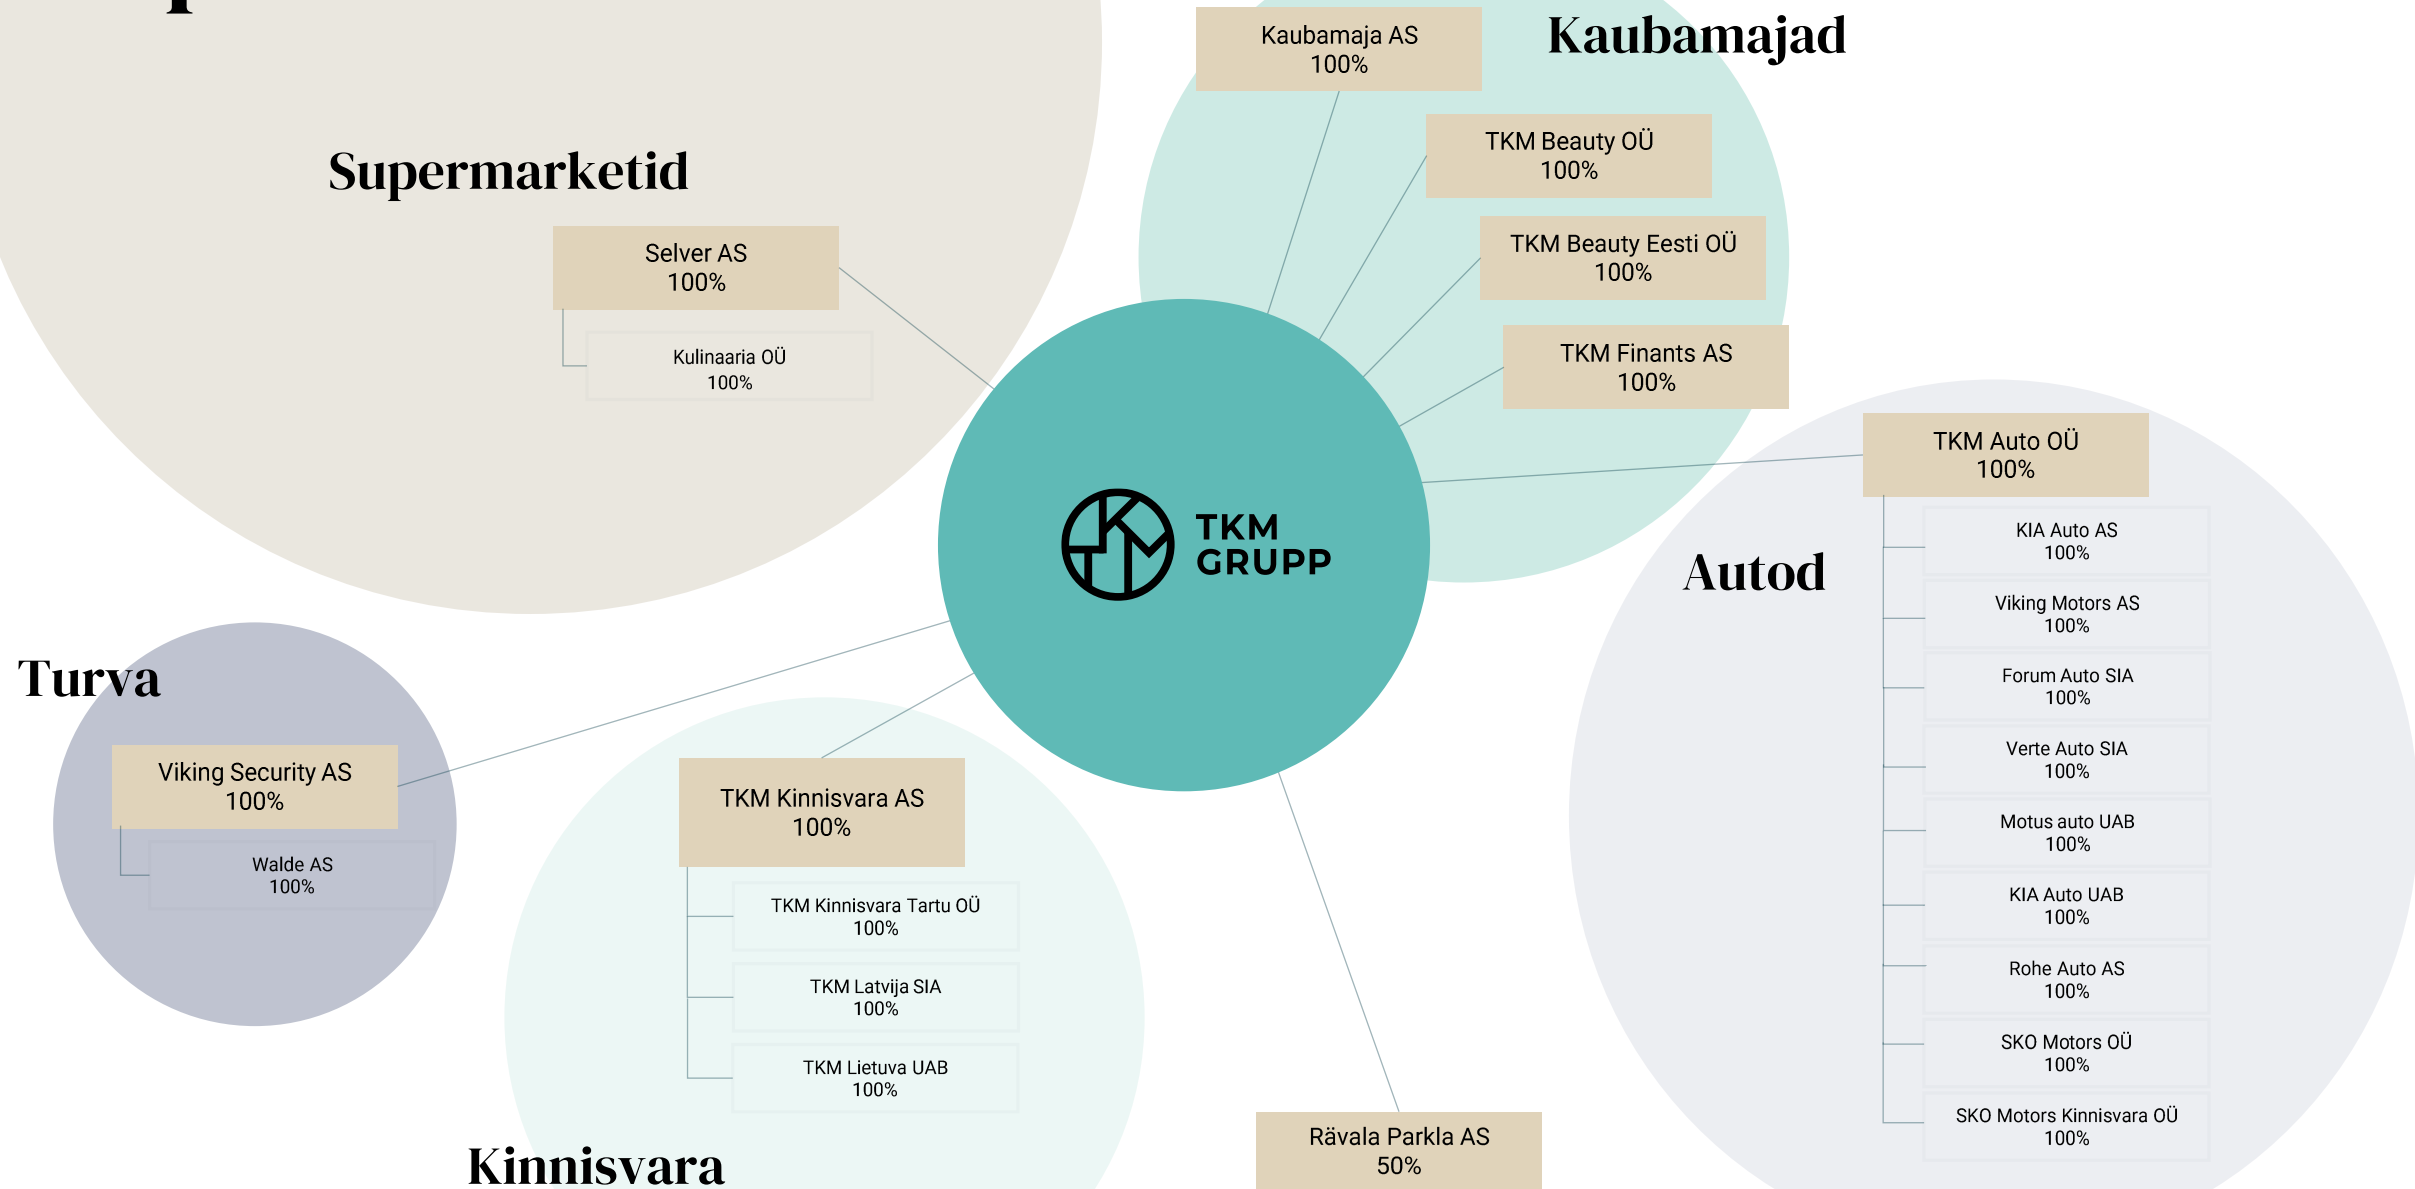 Kaubamajad
Kaubamaja AS
100%
TKM Beauty OÜ
100%
TKM Beauty Eesti OÜ
100%
TKM Finants AS
100%
Supermarketid
Selver AS
100%
Kulinaaria OÜ
100%
TKM
GRUPP
Autod
TKM Auto OÜ
100%
KIA Auto AS
100%
Viking Motors AS
100%
Forum Auto SIA
100%
Verte Auto SIA
100%
Motus auto UAB
100%
KIA Auto UAB
100%
Rohe Auto AS
100%
SKO Motors OÜ
100%
SKO Motors Kinnisvara OÜ
100%
Turva
Viking Security AS
100%
Walde AS
100%
TKM Kinnisvara AS
100%
TKM Kinnisvara Tartu OÜ
100%
TKM Latvija SIA
100%
TKM Lietuva UAB
100%
Kinnisvara
Rävala Parkla AS
50%